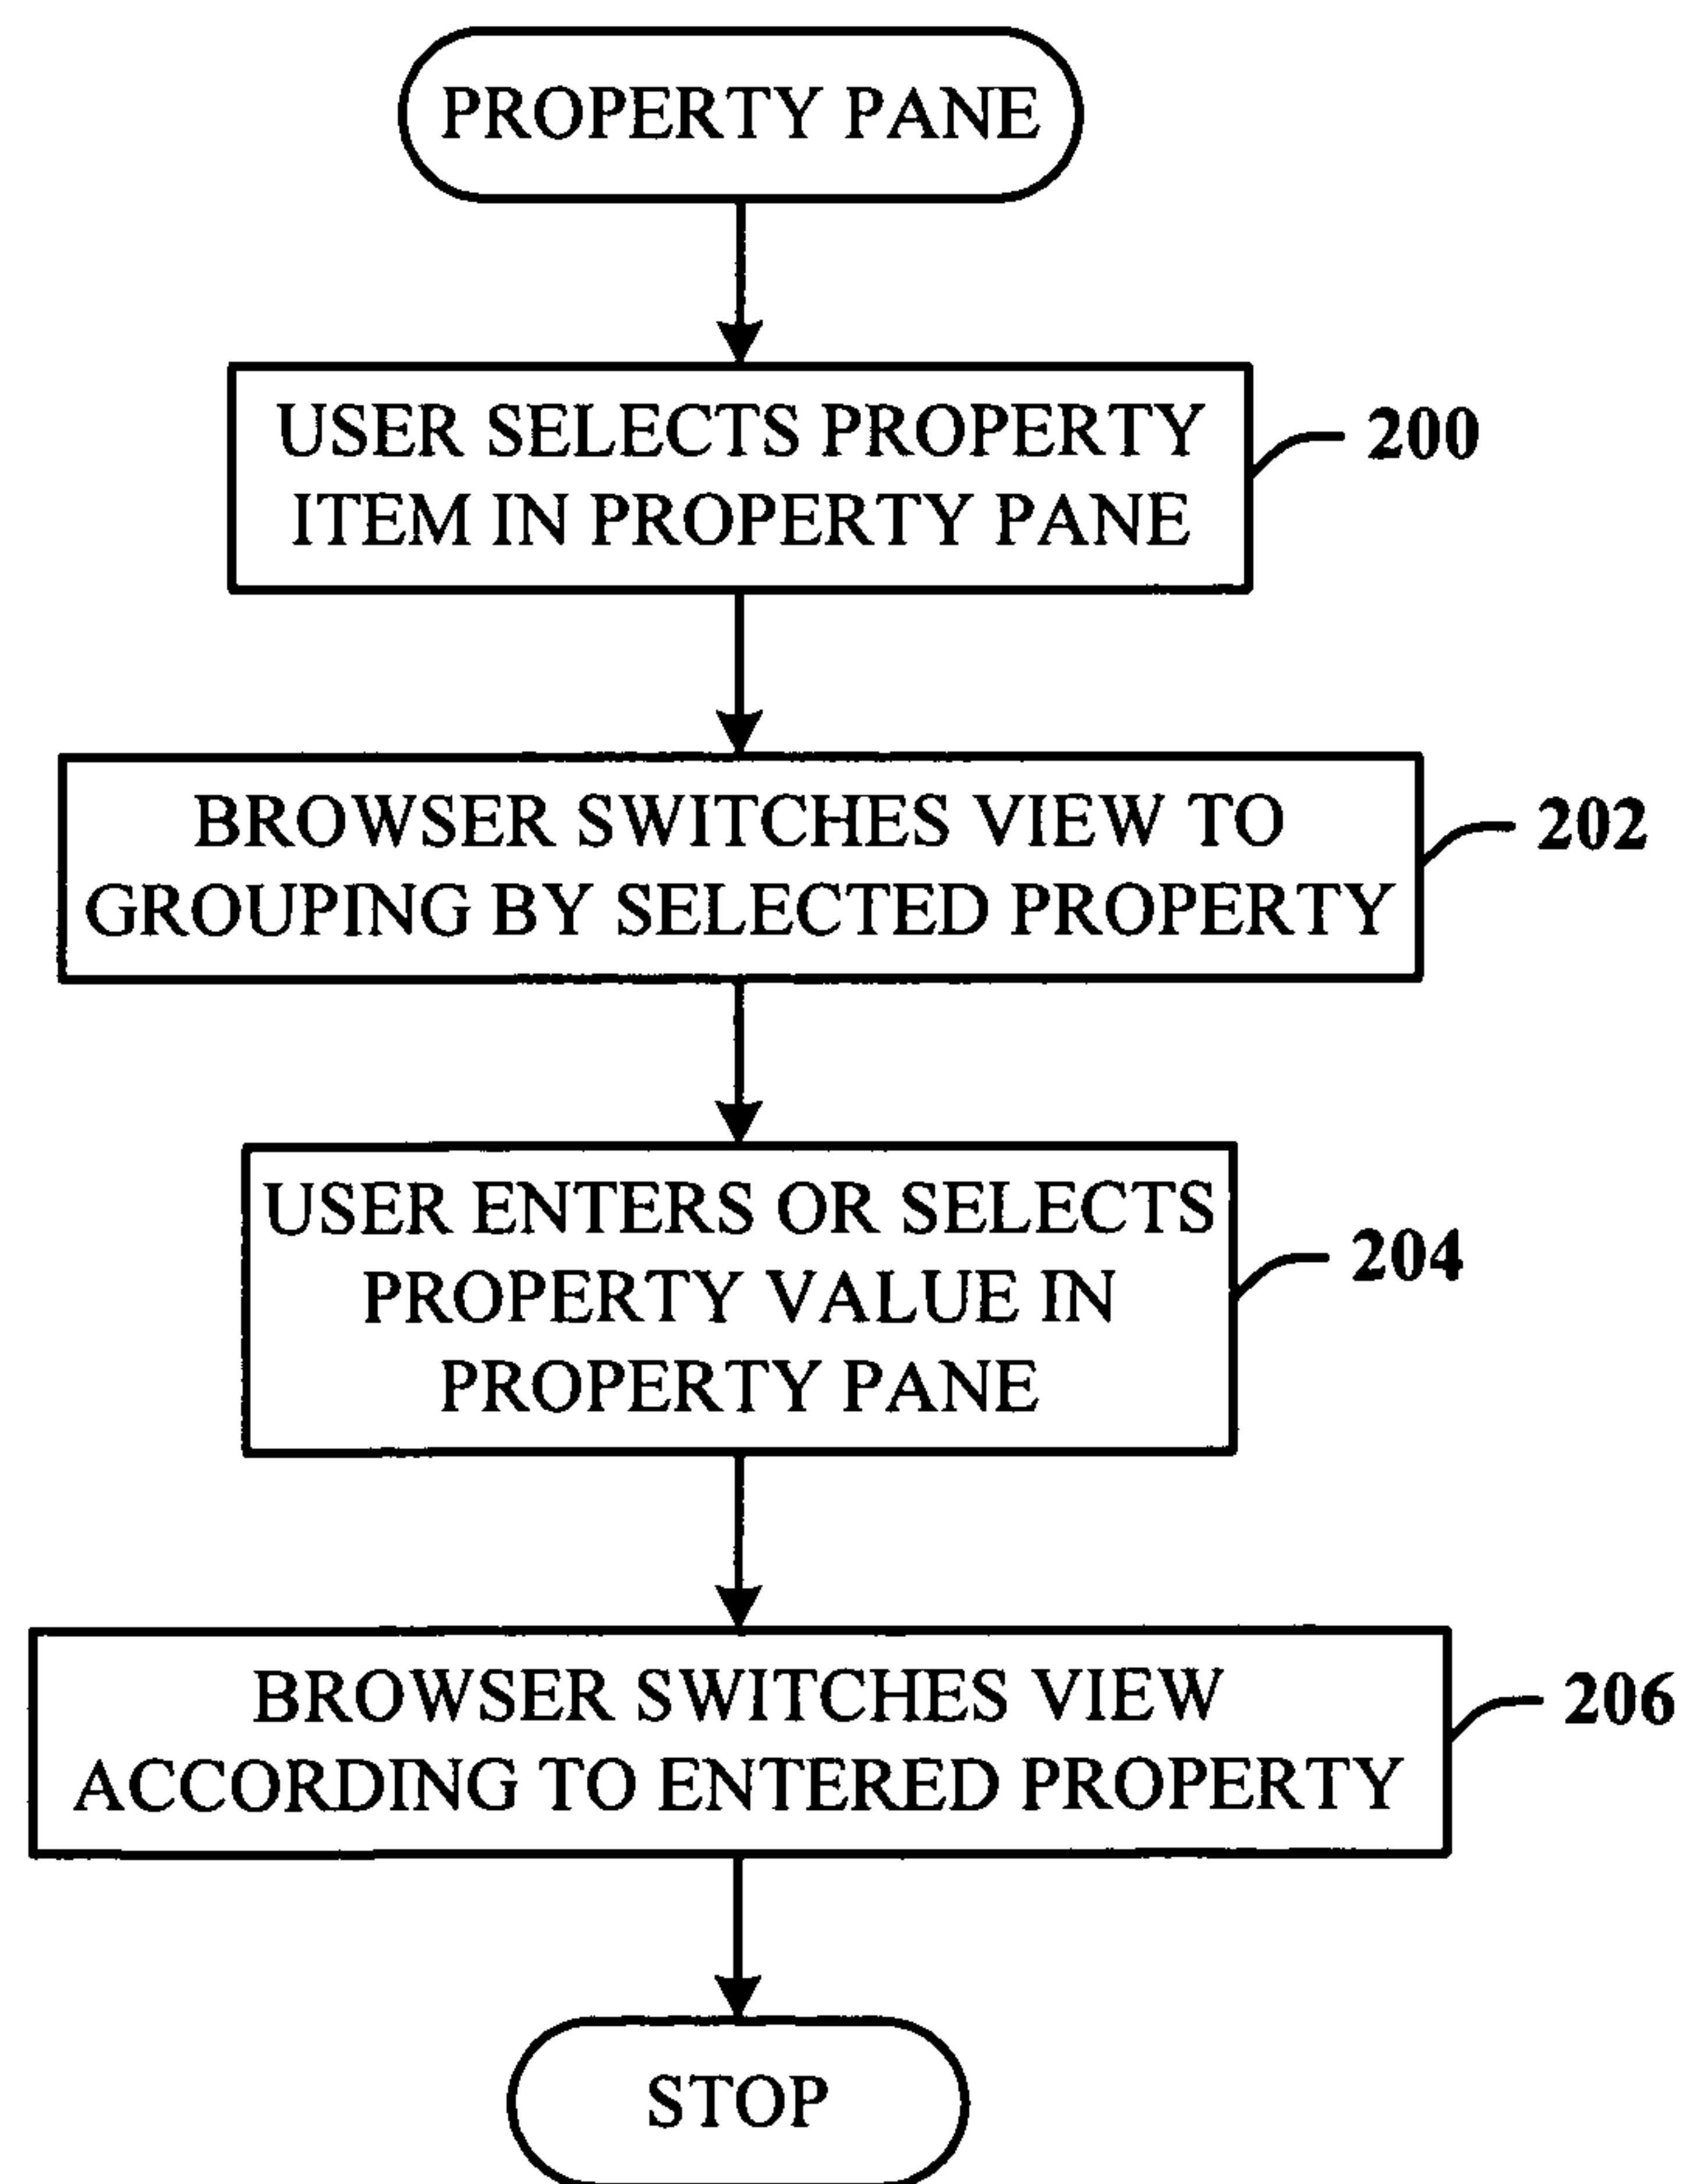 PROPERTY PANE
USER SELECTS PROPERTY
ITEM IN PROPERTY PANE
200
BROWSER SWITCHES VIEW TO
GROUPING BY SELECTED PROPERTY
202
USER ENTERS OR SELECTS
PROPERTY VALUE IN
PROPERTY PANE
204
BROWSER SWITCHES VIEW
ACCORDING TO ENTERED PROPERTY
206
STOP